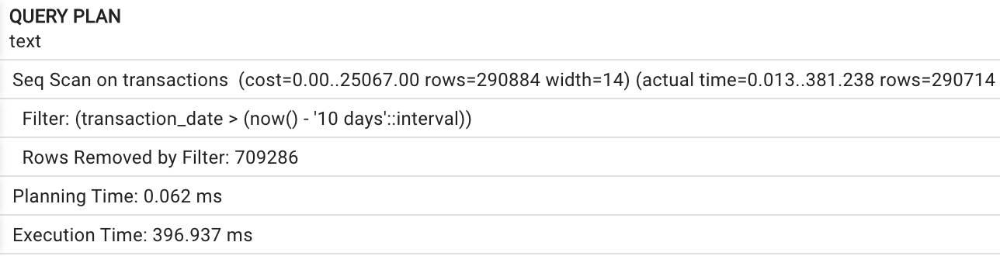 QUERY PLAN
text
Seq Scan on transactions (cost=0.00..25067.00 rows=290884 width=14) (actual time=0.013..381.238 rows=290714
Filter: (transaction_date > (now() - '10 days'::interval))
Rows Removed by Filter: 709286
Planning Time: 0.062 ms
Execution Time: 396.937 ms